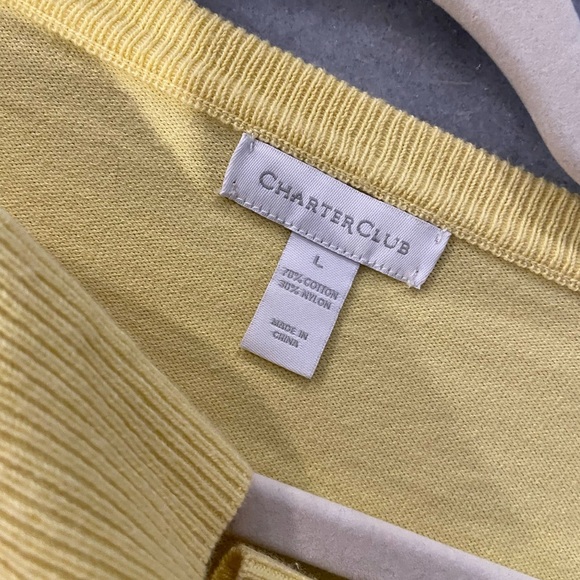 CHARTERCLUB
L
70% COTTON
30% NYLON
MADE IN
CHINA